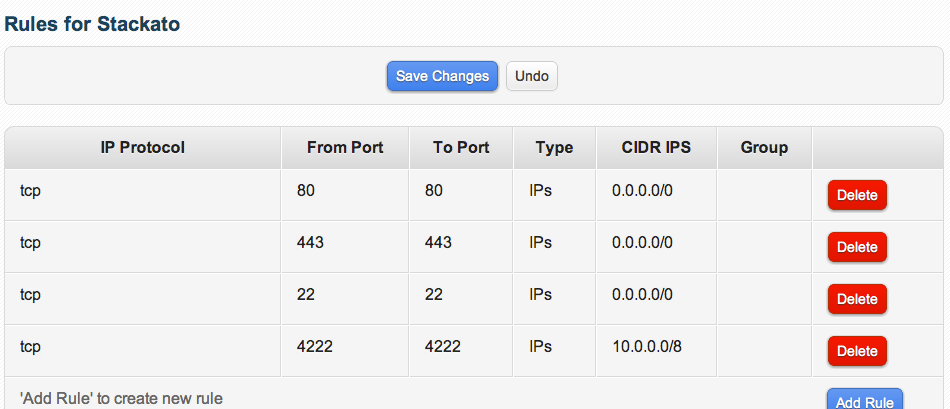 Rules for Stackato
Save Changes Undo
IP Protocol From Port To Port Type CIDR IPS Group
tcp 80 80 IPs 0.0.0.0/0 Delete
tcp 443 443 IPs 0.0.0.0/0 Delete
tcp 22 22 IPs 0.0.0.0/0 Delete
tcp 4222 4222 IPs 10.0.0.0/8 Delete
'Add Rule' to create new rule Add Rule